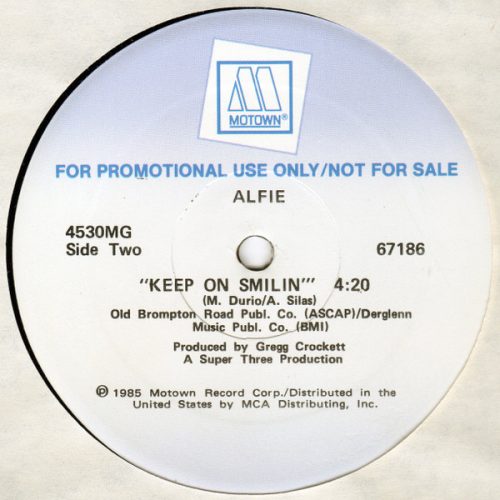 MOTOWN®
FOR PROMOTIONAL USE ONLY/NOT FOR SALE
ALFIE
4530MG
Side Two
67186
"KEEP ON SMILIN'" 4:20
(M. Durio/A. Silas)
Old Brompton Road Publ. Co. (ASCAP)/Derglenn
Music Publ. Co. (BMI)
Produced by Gregg Crockett
A Super Three Production
℗ 1985 Motown Record Corp./Distributed in the
United States by MCA Distributing, Inc.